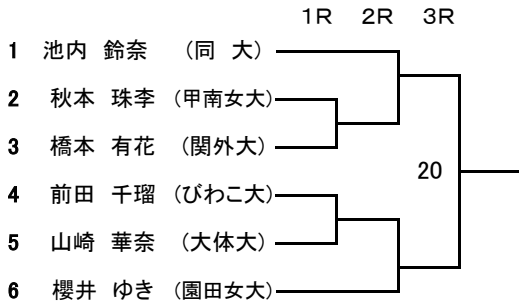 1R 2R 3R
1 池内 鈴奈 (同 大)
2 秋本 珠李 (甲南女大)
3 橋本 有花 (関外大)
20
4 前田 千瑠 (びわこ大)
5 山崎 華奈 (大体大)
6 櫻井 ゆき (園田女大)